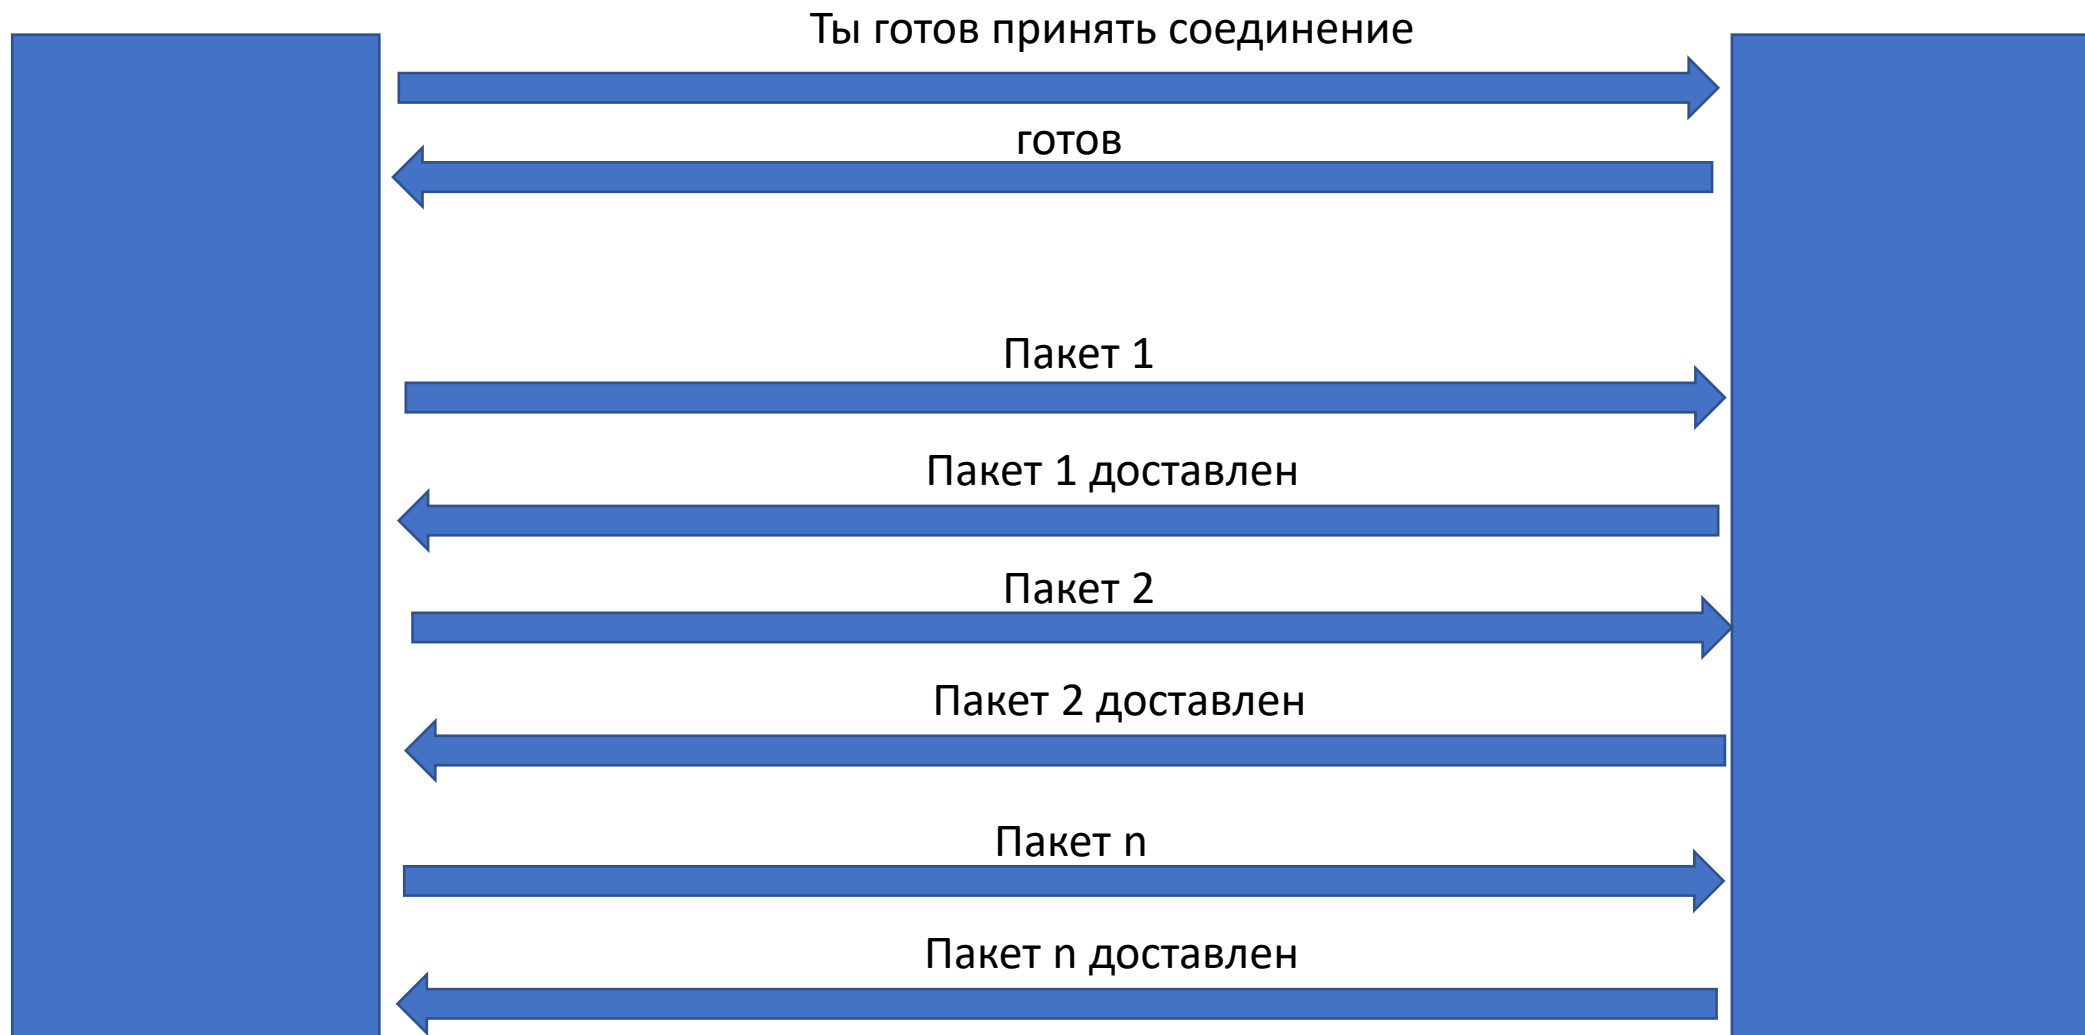 Ты готов принять соединение
готов
Пакет 1
Пакет 1 доставлен
Пакет 2
Пакет 2 доставлен
Пакет n
Пакет n доставлен